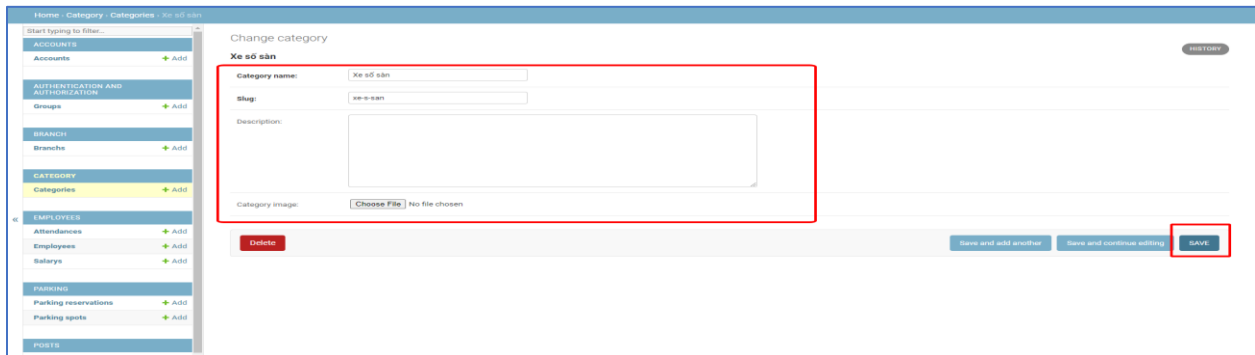 Home › Category › Categories › Xe số sàn
Start typing to filter...
ACCOUNTS
Accounts + Add
AUTHENTICATION AND AUTHORIZATION
Groups + Add
BRANCH
Branchs + Add
CATEGORY
Categories + Add
EMPLOYEES
Attendances + Add
Employees + Add
Salarys + Add
PARKING
Parking reservations + Add
Parking spots + Add
POSTS
«
Change category
HISTORY
Xe số sàn
Category name: Xe số sàn
Slug: xe-s-san
Description:
Category image: Choose File No file chosen
Delete Save and add another Save and continue editing SAVE